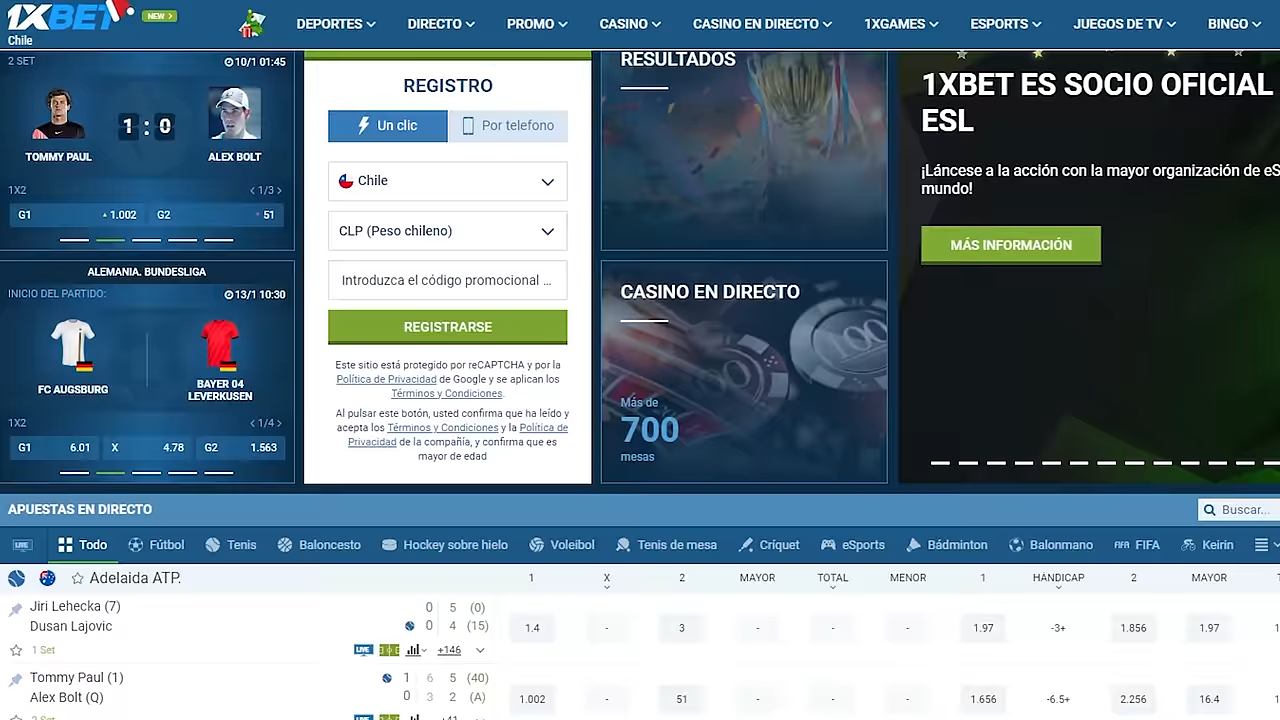 1XBET
Chile
NEW >
DEPORTES
DIRECTO
PROMO
CASINO
CASINO EN DIRECTO
1XGAMES
ESPORTS
JUEGOS DE TV
BINGO
2 SET
10/1 01:45
1 : 0
TOMMY PAUL
ALEX BOLT
1X2
< 1/3 >
G1 1.002 G2 51
ALEMANIA. BUNDESLIGA
INICIO DEL PARTIDO:
13/1 10:30
FC AUGSBURG
BAYER 04
LEVERKUSEN
1X2
< 1/4 >
G1 6.01 X 4.78 G2 1.563
REGISTRO
Un clic
Por telefono
Chile
CLP (Peso chileno)
Introduzca el código promocional ...
REGISTRARSE
Este sitio está protegido por reCAPTCHA y por la
Política de Privacidad de Google y se aplican los
Términos y Condiciones.
Al pulsar este botón, usted confirma que ha leído y
acepta los Términos y Condiciones y la Política de
Privacidad de la compañía, y confirma que es
mayor de edad
RESULTADOS
CASINO EN DIRECTO
Más de
700
mesas
100
1XBET ES SOCIO OFICIAL
ESL
¡Láncese a la acción con la mayor organización de eS
mundo!
MÁS INFORMACIÓN
APUESTAS EN DIRECTO
Buscar...
LIVE
Todo
Fútbol
Tenis
Baloncesto
Hockey sobre hielo
Voleibol
Tenis de mesa
Críquet
eSports
Bádminton
Balonmano
FIFA FIFA
Keirin
Adelaida ATP. 1 X 2 MAYOR TOTAL MENOR 1 HÁNDICAP 2 MAYOR
Jiri Lehecka (7) 0 5 (0)
Dusan Lajovic 0 4 (15)
1.4 - 3 - - - 1.97 -3+ 1.856 1.97
1 Set LIVE +146
Tommy Paul (1) 1 6 5 (40)
Alex Bolt (Q) 0 3 2 (A)
1.002 - 51 - - - 1.656 -6.5+ 2.256 16.4
2 Set LIVE +41